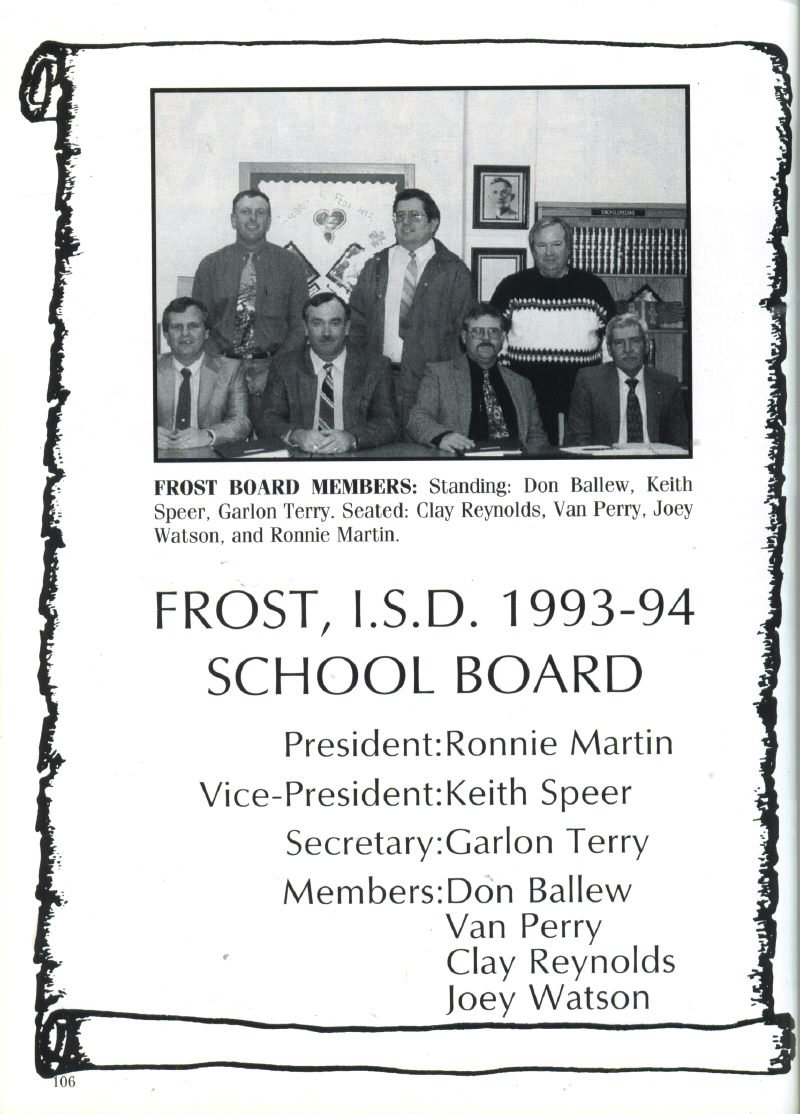 ENCYCLOPEDIAS
FROST BOARD MEMBERS: Standing: Don Ballew, Keith
Speer, Garlon Terry. Seated: Clay Reynolds, Van Perry, Joey
Watson, and Ronnie Martin.
FROST, I.S.D. 1993-94
SCHOOL BOARD
President:Ronnie Martin
Vice-President:Keith Speer
Secretary:Garlon Terry
Members:Don Ballew
Van Perry
Clay Reynolds
Joey Watson
106